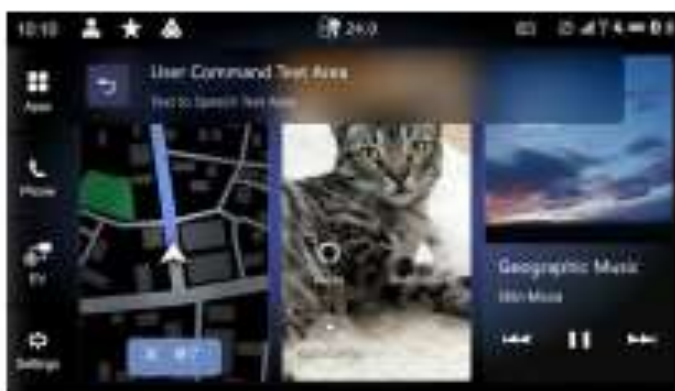 10:10
24.0
User Command Text Area
Text to Speech Text Area
Apps
Phone
EV
Settings
Geographic Music